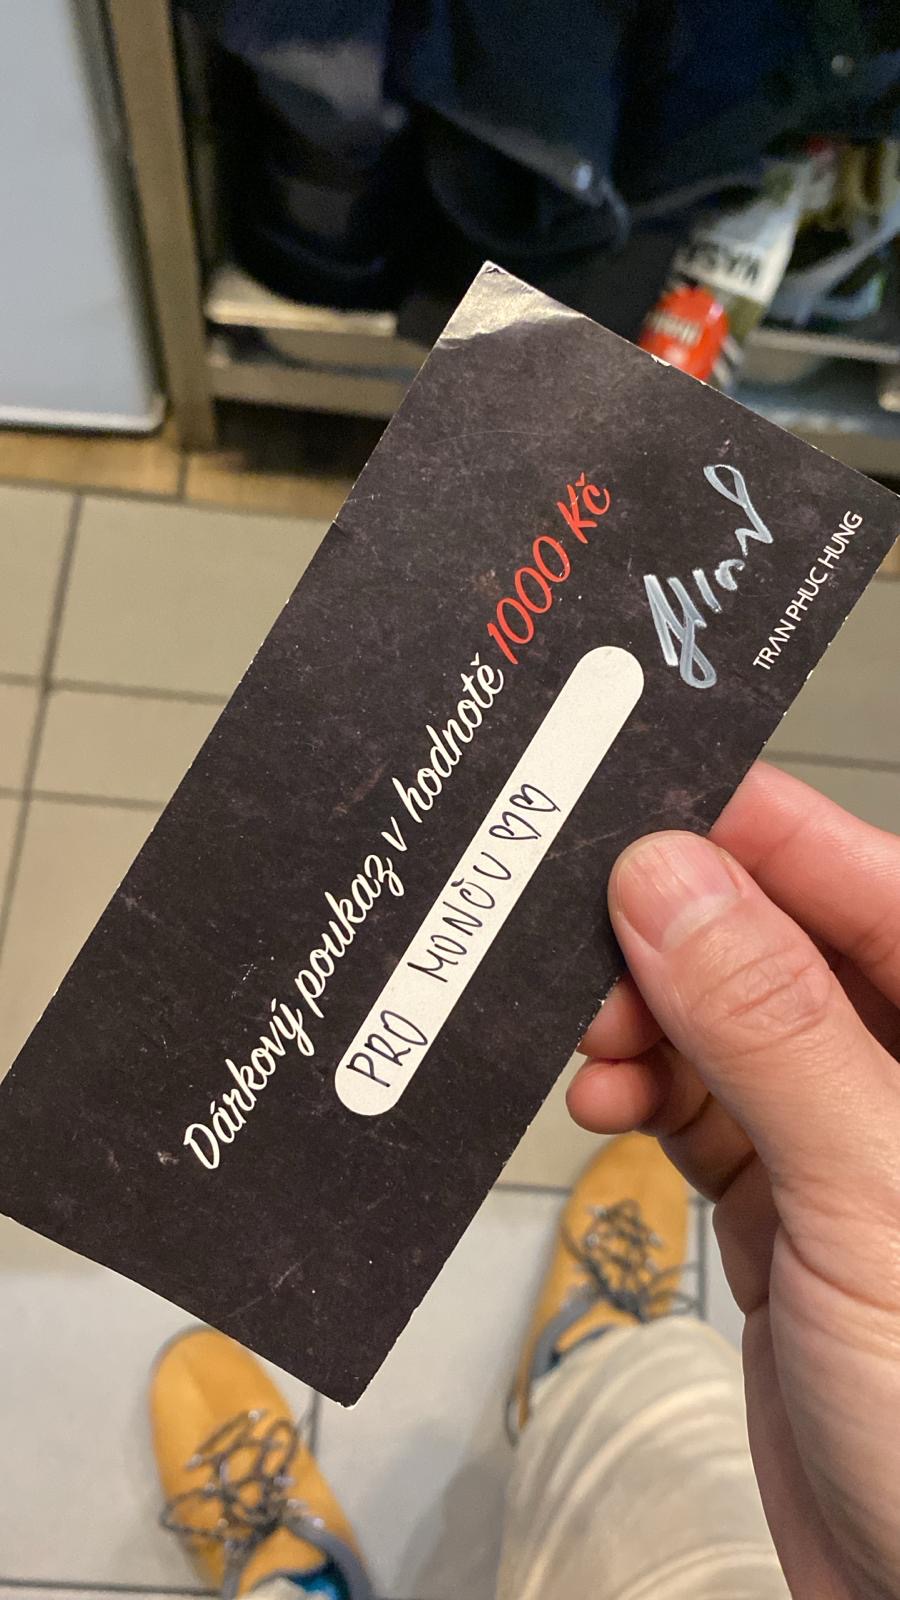 Dárkový poukaz v hodnotě 1000 Kč
PRO MONČU ♡♡
TRAN PHUC HUNG